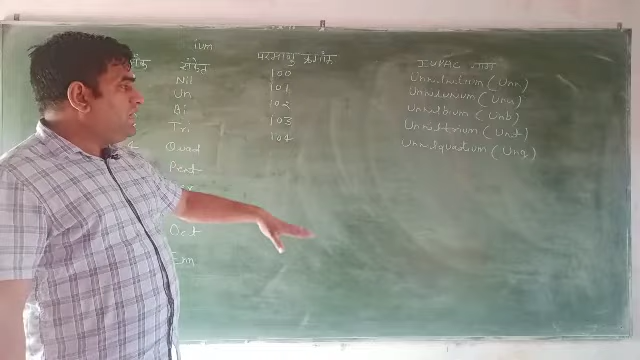 ium
अंक संकेत परमाणु क्रमांक IUPAC नाम
Nil 100 Unnilnilium (Unn)
Un 101 Unnilunium (Unu)
Bi 102 Unnilbium (Unb)
Tri 103 Unniltrium (Unt)
Quad 104 Unnilquadium (Unq)
Pent
Oct
Enn